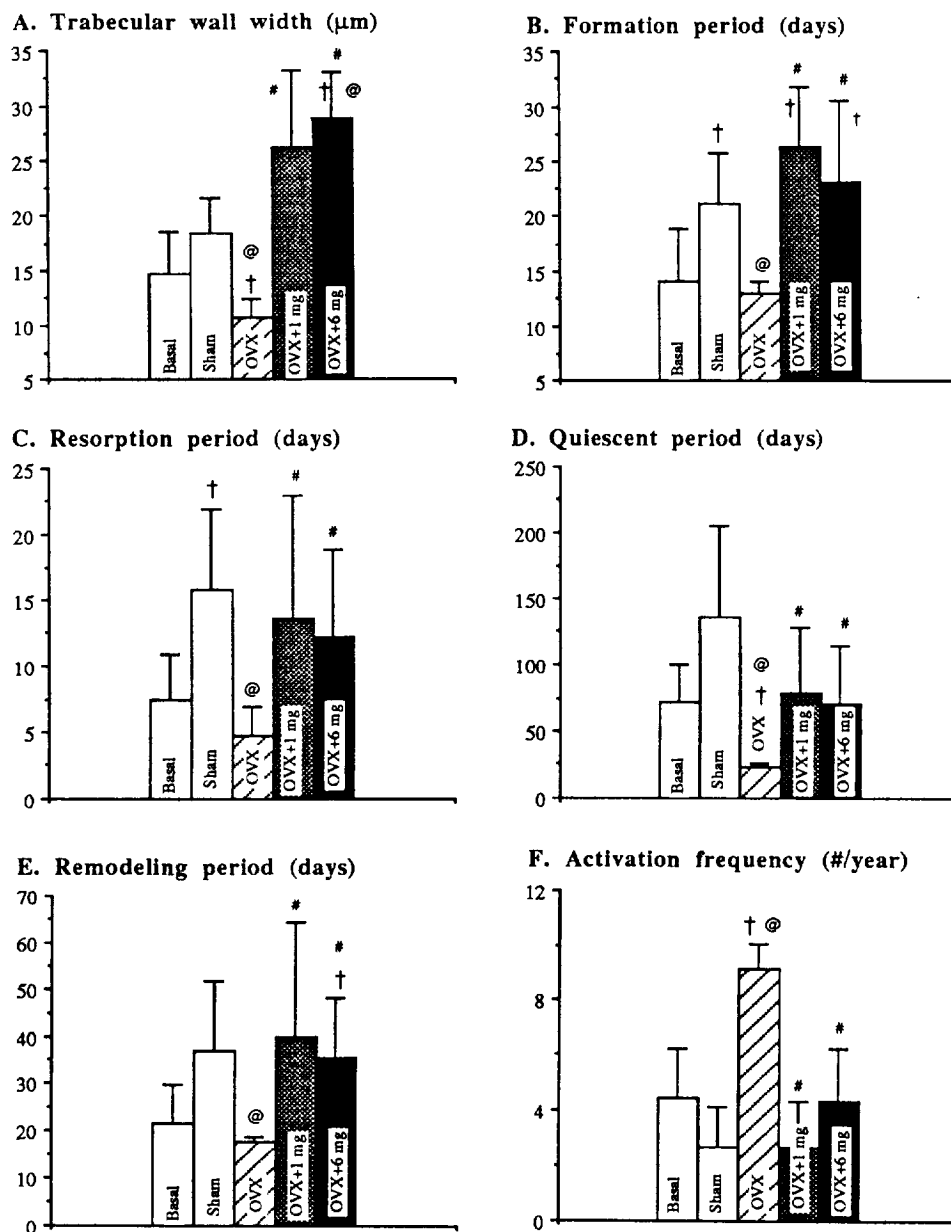 A. Trabecular wall width (μm)
35
30
25
20
15
10
5
Basal
Sham
@
†
OVX
#
OVX+1 mg
#
† @
OVX+6 mg
B. Formation period (days)
35
30
25
20
15
10
5
Basal
†
Sham
@
OVX
#
†
OVX+1 mg
#
†
OVX+6 mg
C. Resorption period (days)
25
20
15
10
5
0
Basal
†
Sham
@
OVX
#
OVX+1 mg
#
OVX+6 mg
D. Quiescent period (days)
250
200
150
100
50
0
Basal
Sham
@
†
OVX
#
OVX+1 mg
#
OVX+6 mg
E. Remodeling period (days)
70
60
50
40
30
20
10
0
Basal
Sham
@
OVX
#
OVX+1 mg
#
†
OVX+6 mg
F. Activation frequency (#/year)
12
8
4
0
Basal
Sham
† @
OVX
#
OVX+1 mg
#
OVX+6 mg